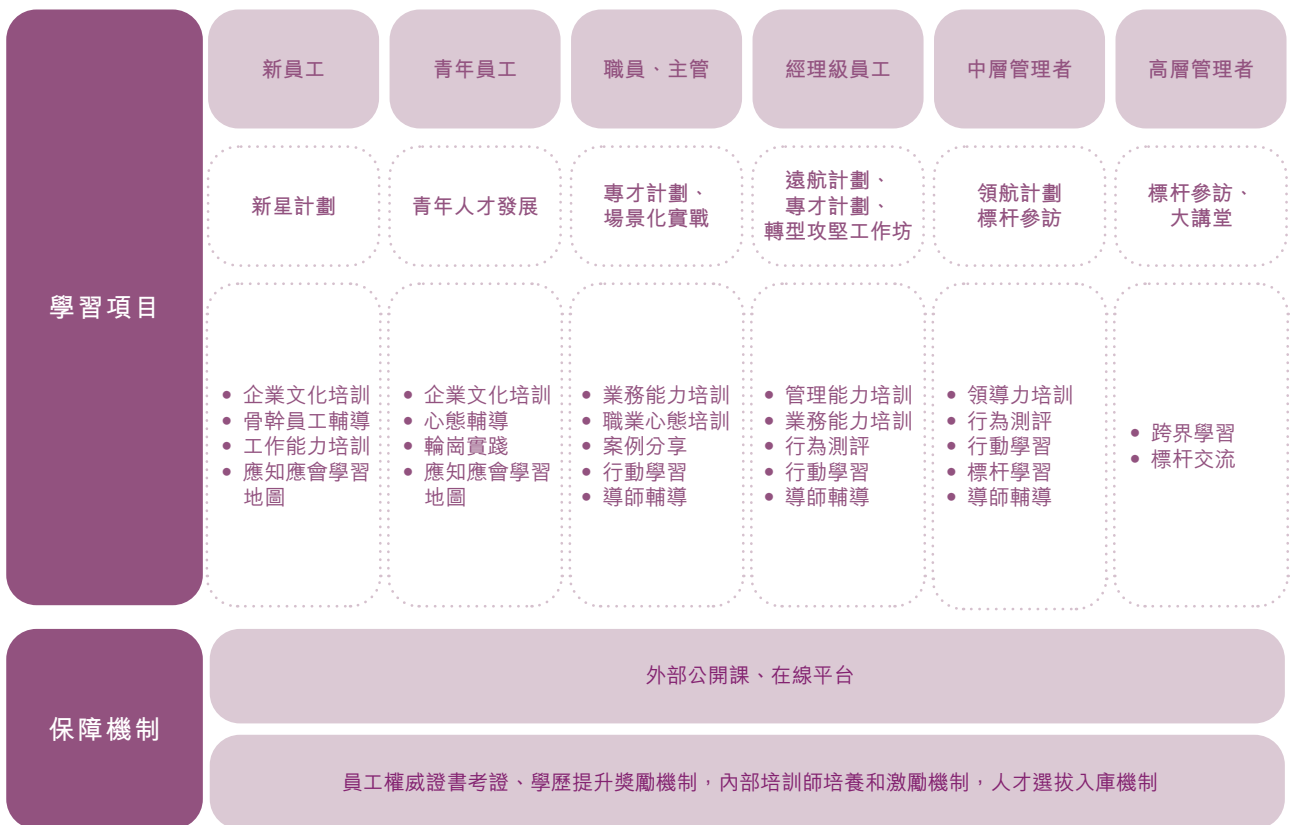 學習項目
新員工
青年員工
職員、主管
經理級員工
中層管理者
高層管理者
新星計劃
青年人才發展
專才計劃、
場景化實戰
遠航計劃、
專才計劃、
轉型攻堅工作坊
領航計劃
標杆參訪
標杆參訪、
大講堂
• 企業文化培訓
• 骨幹員工輔導
• 工作能力培訓
• 應知應會學習
地圖
• 企業文化培訓
• 心態輔導
• 輪崗實踐
• 應知應會學習
地圖
• 業務能力培訓
• 職業心態培訓
• 案例分享
• 行動學習
• 導師輔導
• 管理能力培訓
• 業務能力培訓
• 行為測評
• 行動學習
• 導師輔導
• 領導力培訓
• 行為測評
• 行動學習
• 標杆學習
• 導師輔導
• 跨界學習
• 標杆交流
保障機制
外部公開課、在線平台
員工權威證書考證、學歷提升獎勵機制，內部培訓師培養和激勵機制，人才選拔入庫機制